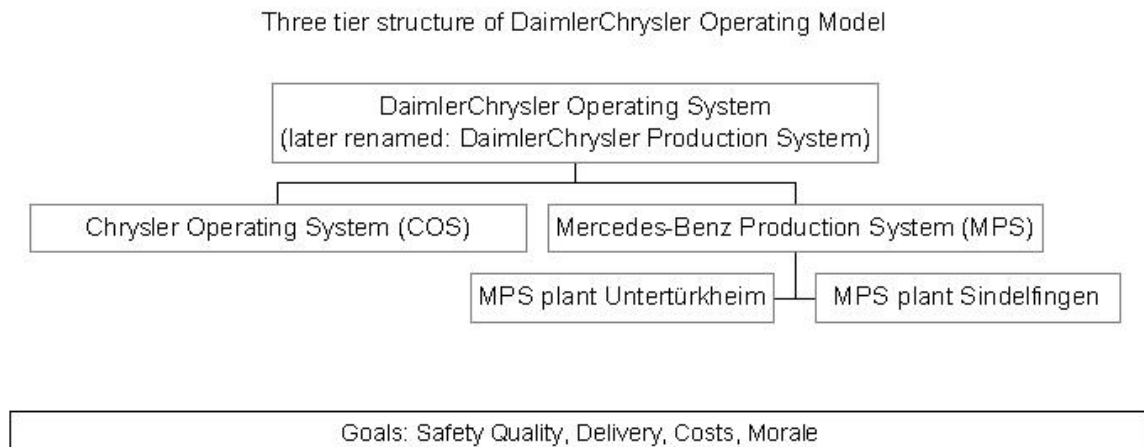 Three tier structure of DaimlerChrysler Operating Model
DaimlerChrysler Operating System
(later renamed: DaimlerChrysler Production System)
Chrysler Operating System (COS)
Mercedes-Benz Production System (MPS)
MPS plant Untertürkheim
MPS plant Sindelfingen
Goals: Safety Quality, Delivery, Costs, Morale